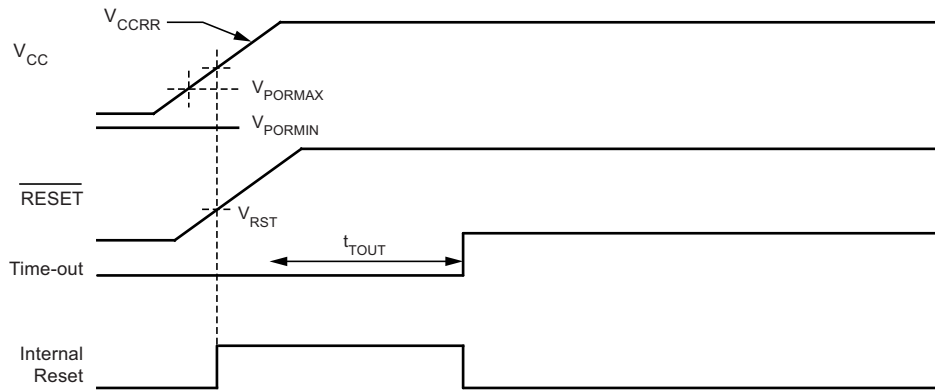 VCCRR
VCC
VPORMAX
VPORMIN
RESET
VRST
tTOUT
Time-out
Internal
Reset